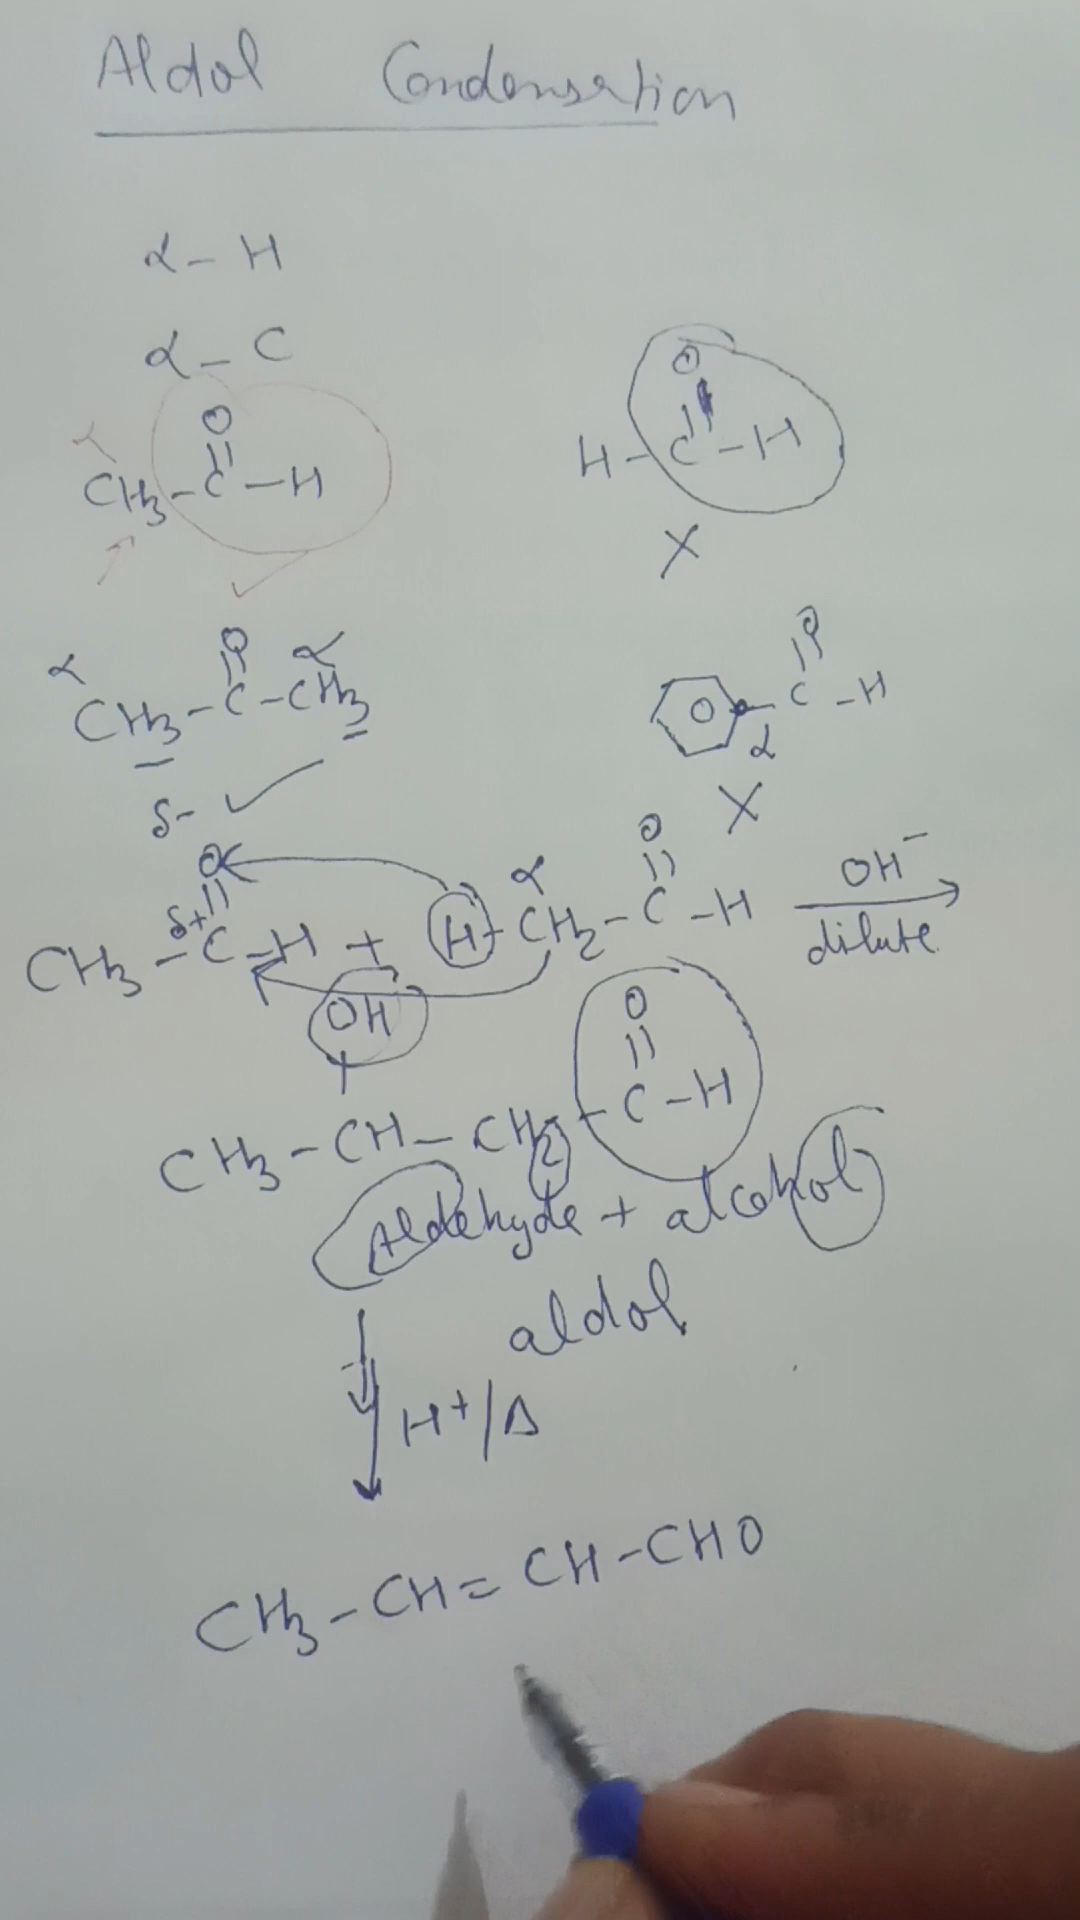 Aldol Condensation
α - H
α - C
O
||
α
CH3 - C - H
O
||
H - C - H
X
α O α
||
CH3 - C - CH3
O
||
C - H
α
X
δ-
O
||
δ+
CH3 - C - H + H - CH2 - C - H
α O
||
OH-
dilute
OH
|
O
||
CH3 - CH - CH2 - C - H
Aldehyde + alcohol
aldol
H+/Δ
CH3 - CH = CH - CHO